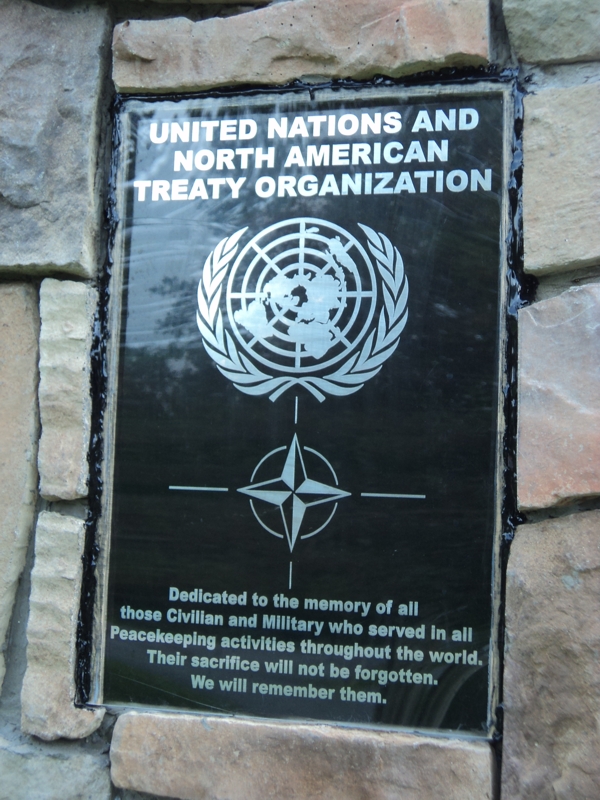 UNITED NATIONS AND
NORTH AMERICAN
TREATY ORGANIZATION
Dedicated to the memory of all
those Civilian and Military who served in all
Peacekeeping activities throughout the world.
Their sacrifice will not be forgotten.
We will remember them.